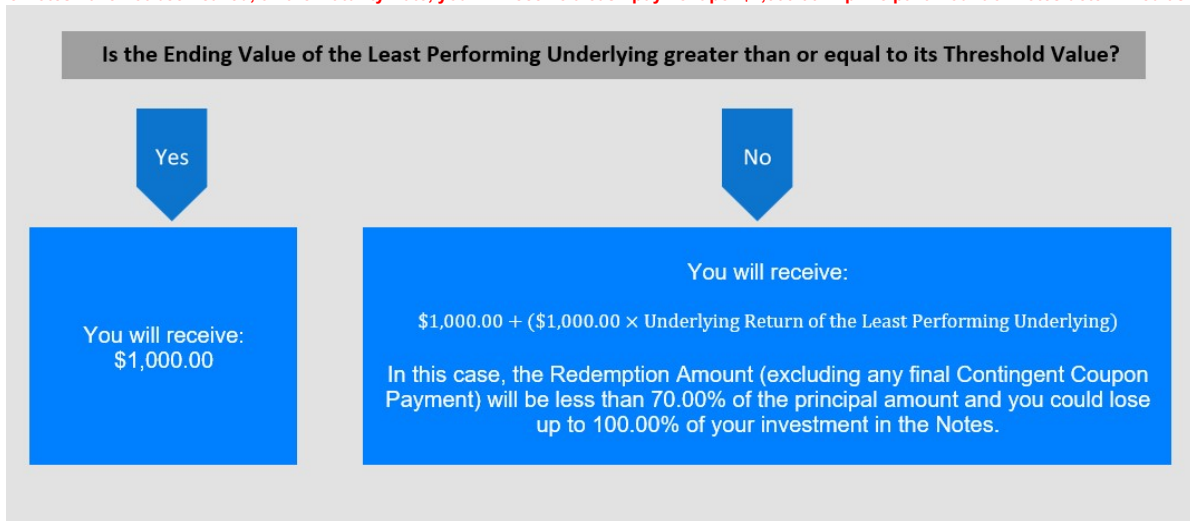 Is the Ending Value of the Least Performing Underlying greater than or equal to its Threshold Value?
Yes
No
You will receive:
$1,000.00
You will receive:
$1,000.00 + ($1,000.00 × Underlying Return of the Least Performing Underlying)
In this case, the Redemption Amount (excluding any final Contingent Coupon
Payment) will be less than 70.00% of the principal amount and you could lose
up to 100.00% of your investment in the Notes.